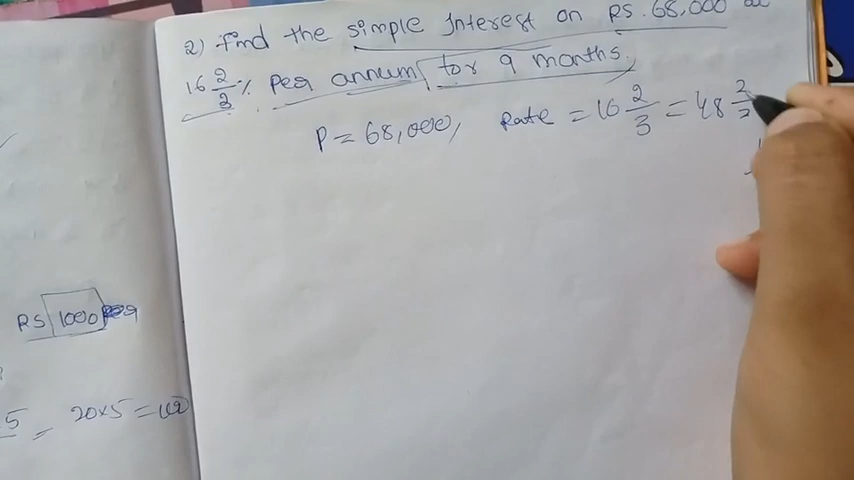 2) Find the simple Interest on RS. 68,000
16 2/3 % per annum, for 9 months.
P = 68,000, Rate = 16 2/3 = 48
RS 1000
5 = 20x5 = 100